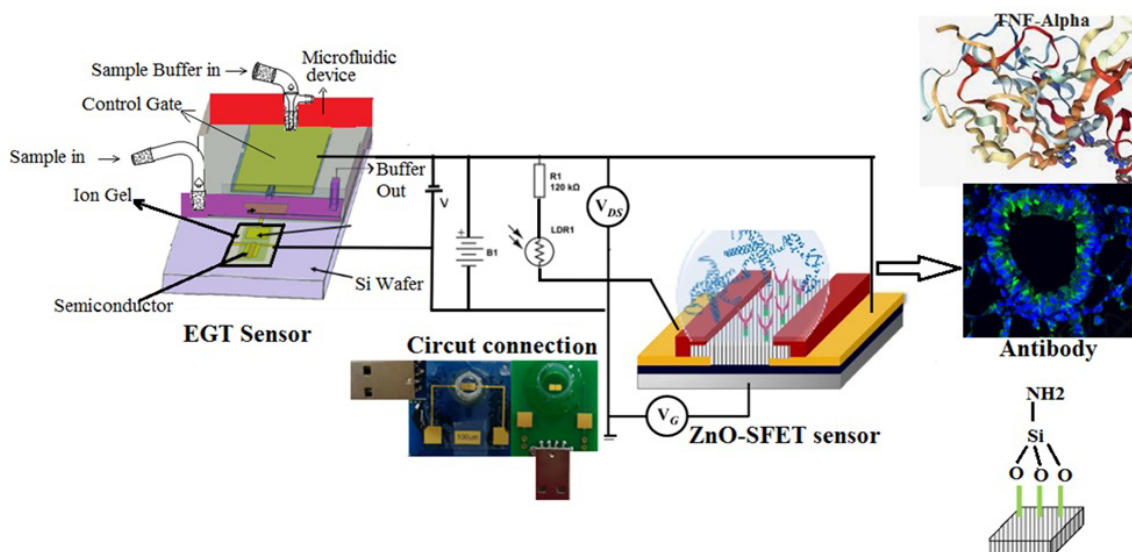 TNF-Alpha
Microfluidic
device
Sample Buffer in
Control Gate
Sample in
Buffer
Out
Ion Gel
V
R1
120 kΩ
VDS
LDR1
B1
Si Wafer
Semiconductor
EGT Sensor
Circut connection
Antibody
100um
VG
ZnO-SFET sensor
NH2
Si
O O O